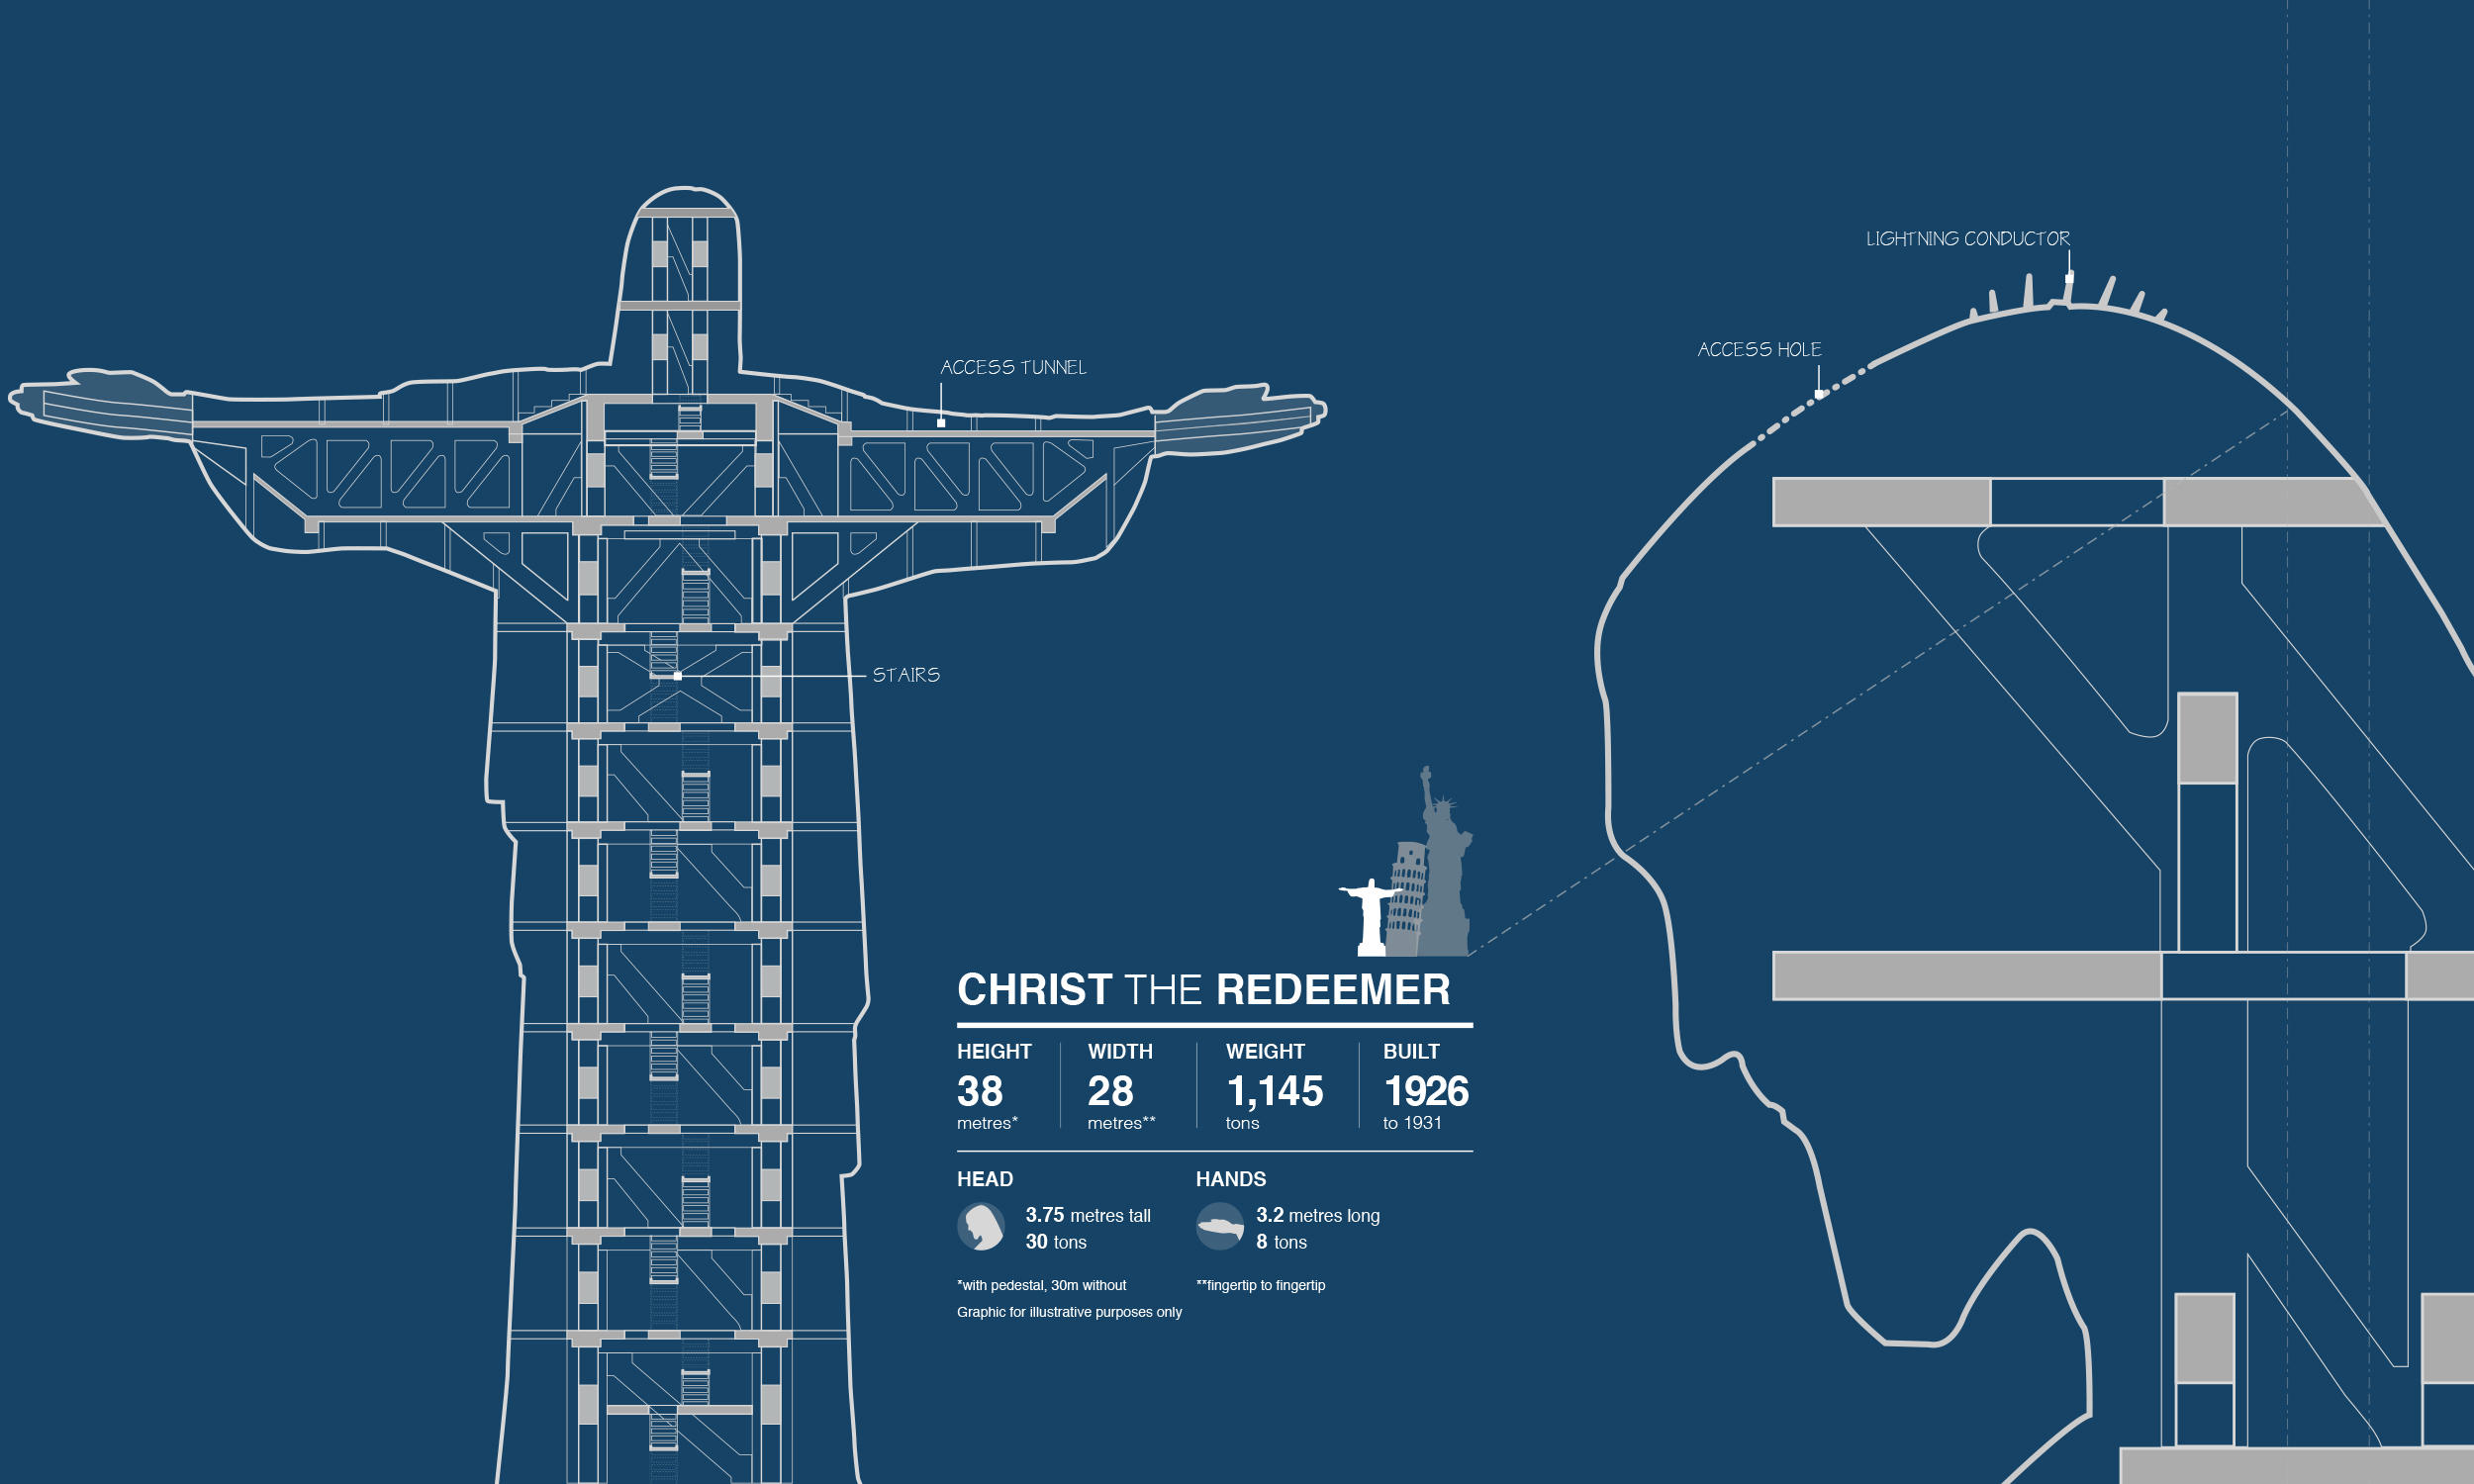 LIGHTNING CONDUCTOR
ACCESS HOLE
ACCESS TUNNEL
STAIRS
CHRIST THE REDEEMER
HEIGHT
38
metres*
WIDTH
28
metres**
WEIGHT
1,145
tons
BUILT
1926
to 1931
HEAD
3.75 metres tall
30 tons
HANDS
3.2 metres long
8 tons
*with pedestal, 30m without
**fingertip to fingertip
Graphic for illustrative purposes only